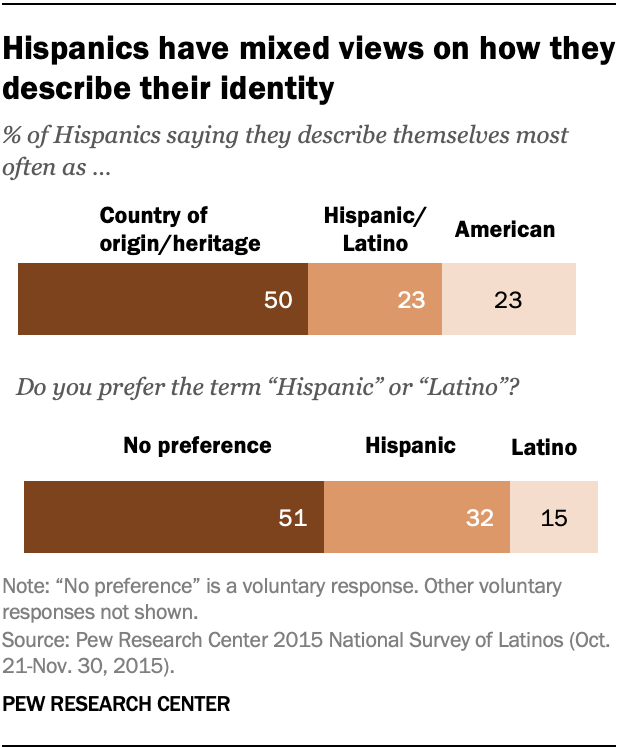 Hispanics have mixed views on how they
describe their identity
% of Hispanics saying they describe themselves most
often as ...
Country of
origin/heritage
Hispanic/
Latino
American
50
23
23
Do you prefer the term “Hispanic” or “Latino”?
No preference
Hispanic
Latino
51
32
15
Note: “No preference” is a voluntary response. Other voluntary
responses not shown.
Source: Pew Research Center 2015 National Survey of Latinos (Oct.
21-Nov. 30, 2015).
PEW RESEARCH CENTER